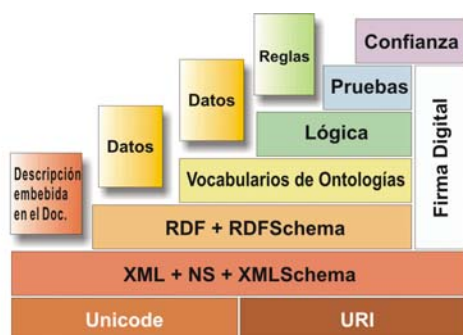 Reglas
Confianza
Datos
Pruebas
Datos
Lógica
Firma Digital
Descripción
embebida
en el Doc.
Vocabularios de Ontologías
RDF + RDFSchema
XML + NS + XMLSchema
Unicode
URI